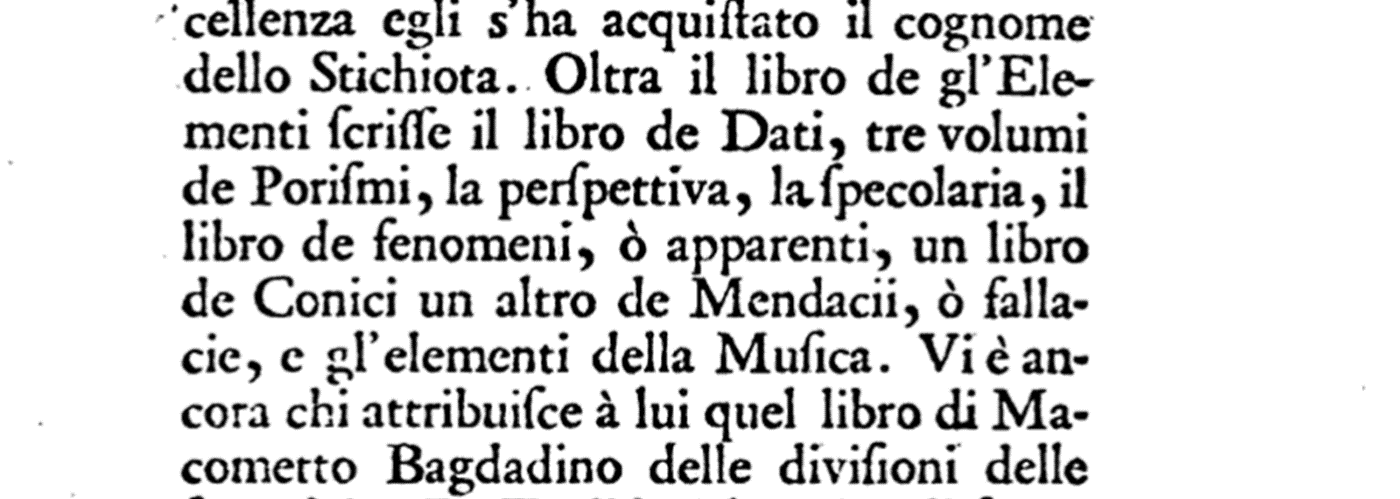 cellenza egli s'ha acquiſtato il cognome
dello Stichiota. Oltra il libro de gl'Ele-
menti ſcriſſe il libro de Dati, tre volumi
de Poriſmi, la perſpettiva, la ſpecolaria, il
libro de fenomeni, ò apparenti, un libro
de Conici un altro de Mendacii, ò falla-
cie, e gl'elementi della Muſica. Vi è an-
cora chi attribuiſce à lui quel libro di Ma-
cometto Bagdadino delle diviſioni delle